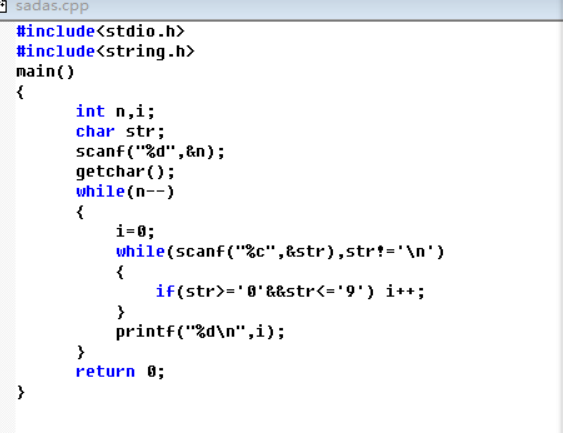 sadas.cpp
#include<stdio.h>
#include<string.h>
main()
{
int n,i;
char str;
scanf("%d",&n);
getchar();
while(n--)
{
i=0;
while(scanf("%c",&str),str!='\n')
{
if(str>='0'&&str<='9') i++;
}
printf("%d\n",i);
}
return 0;
}